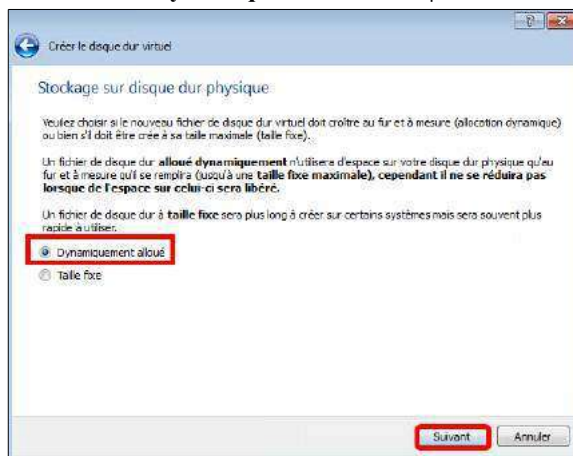 Créer le disque dur virtuel
Stockage sur disque dur physique
Veuillez choisir si le nouveau fichier de disque dur virtuel doit croître au fur et à mesure (allocation dynamique)
ou bien s'il doit être crée à sa taille maximale (taille fixe).
Un fichier de disque dur alloué dynamiquement n'utilisera d'espace sur votre disque dur physique qu'au
fur et à mesure qu'il se remplira (jusqu'à une taille fixe maximale), cependant il ne se réduira pas
lorsque de l'espace sur celui-ci sera libéré.
Un fichier de disque dur à taille fixe sera plus long à créer sur certains systèmes mais sera souvent plus
rapide à utiliser.
Dynamiquement alloué
Taille fixe
Suivant Annuler